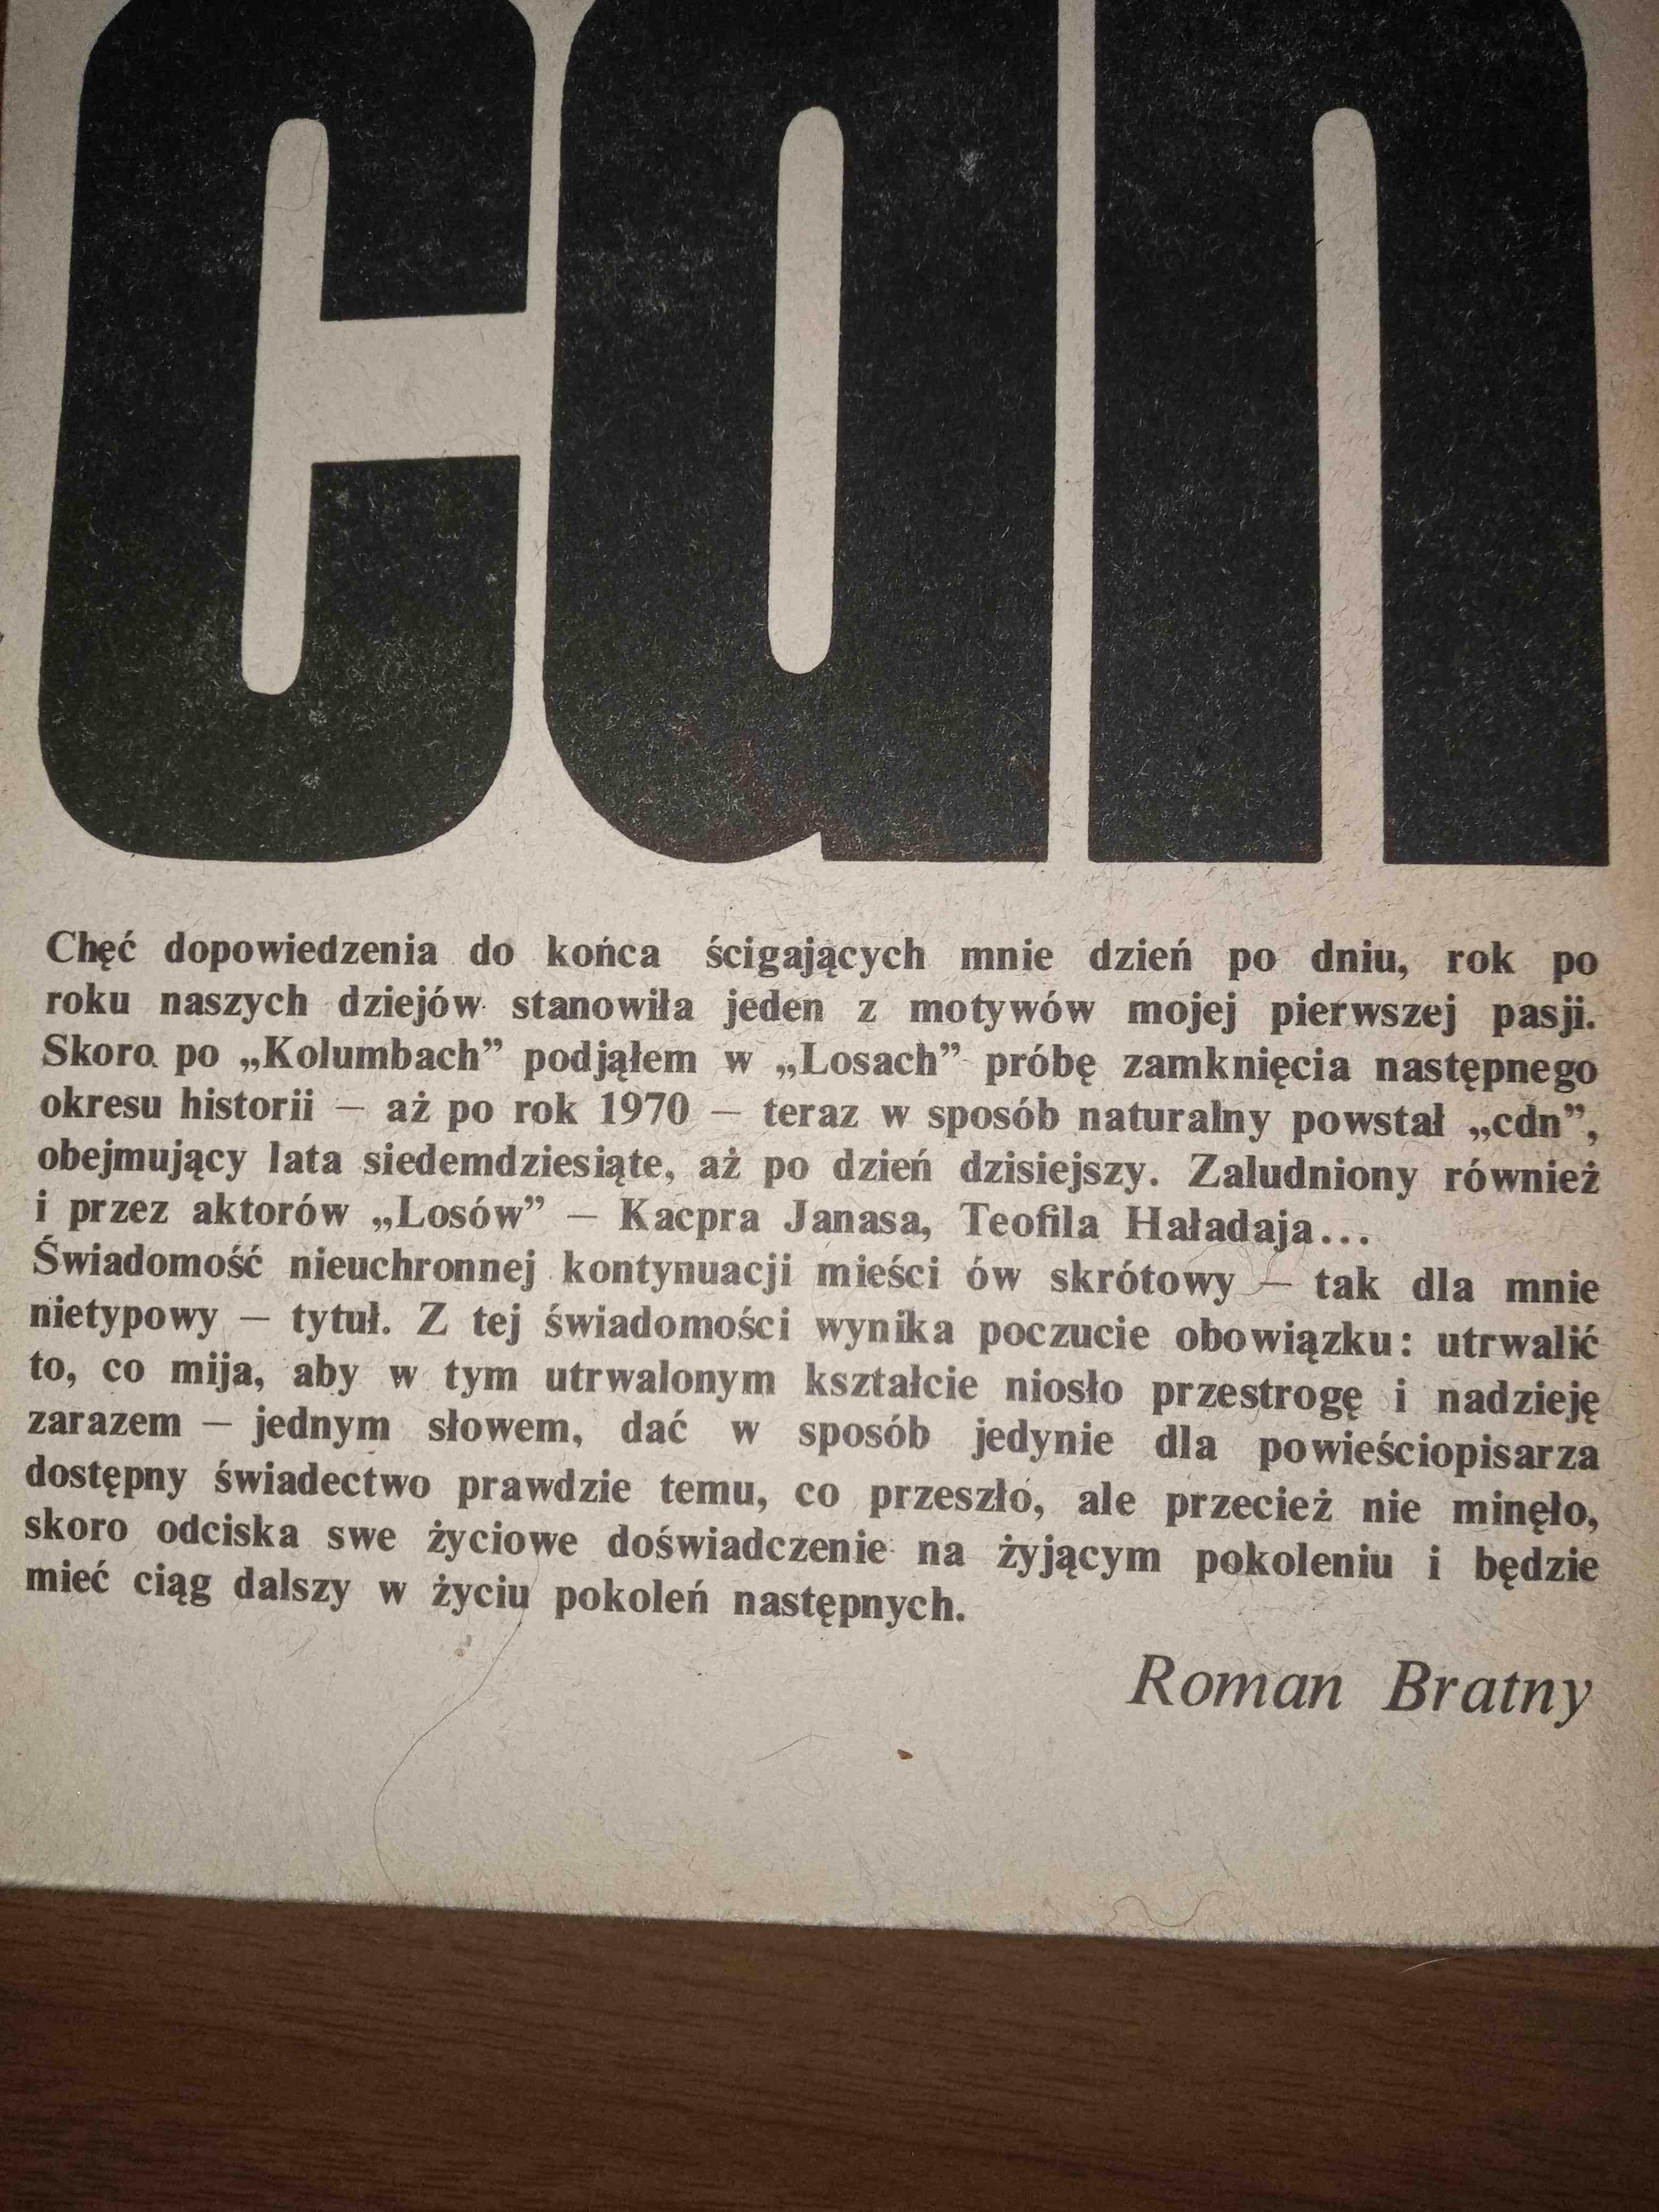 cdn
Chęć dopowiedzenia do końca ścigających mnie dzień po dniu, rok po
roku naszych dziejów stanowiła jeden z motywów mojej pierwszej pasji.
Skoro po „Kolumbach” podjąłem w „Losach” próbę zamknięcia następnego
okresu historii — aż po rok 1970 — teraz w sposób naturalny powstał „cdn”,
obejmujący lata siedemdziesiąte, aż po dzień dzisiejszy. Zaludniony również
i przez aktorów „Losów” — Kacpra Janasa, Teofila Haładaja...
Świadomość nieuchronnej kontynuacji mieści ów skrótowy — tak dla mnie
nietypowy — tytuł. Z tej świadomości wynika poczucie obowiązku: utrwalić
to, co mija, aby w tym utrwalonym kształcie niosło przestrogę i nadzieję
zarazem — jednym słowem, dać w sposób jedynie dla powieściopisarza
dostępny świadectwo prawdzie temu, co przeszło, ale przecież nie minęło,
skoro odciska swe życiowe doświadczenie na żyjącym pokoleniu i będzie
mieć ciąg dalszy w życiu pokoleń następnych.
Roman Bratny